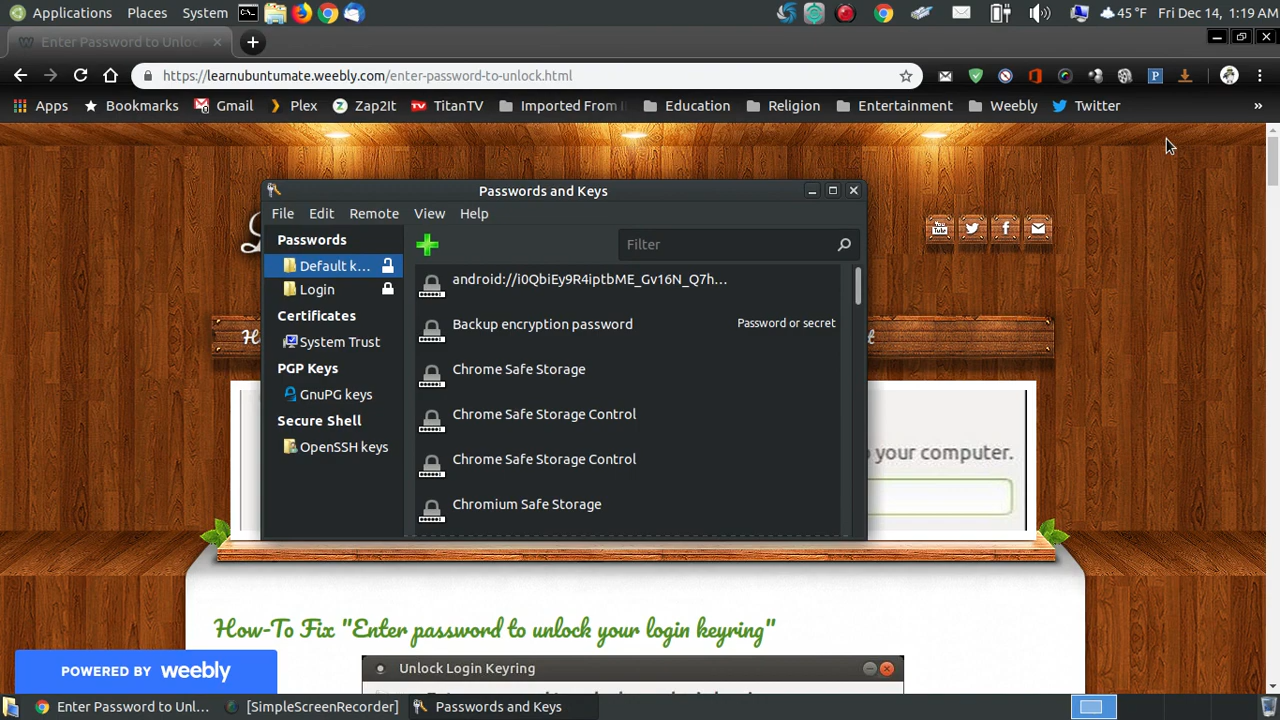 Applications Places System 45 °F Fri Dec 14, 1:19 AM
Enter Password to Unlock
https://learnubuntumate.weebly.com/enter-password-to-unlock.html
Apps Bookmarks Gmail Plex Zap2It TitanTV Imported From Education Religion Entertainment Weebly Twitter »
Passwords and Keys
File Edit Remote View Help
Passwords
Filter
Default k...
Login
Certificates
System Trust
PGP Keys
GnuPG keys
Secure Shell
OpenSSH keys
android://i0QbiEy9R4iptbME_Gv16N_Q7h...
Backup encryption password Password or secret
Chrome Safe Storage
Chrome Safe Storage Control
Chrome Safe Storage Control
Chromium Safe Storage
You Tube
your computer.
How-To Fix "Enter password to unlock your login keyring"
POWERED BY weebly
Unlock Login Keyring
Enter Password to Unl... [SimpleScreenRecorder] Passwords and Keys